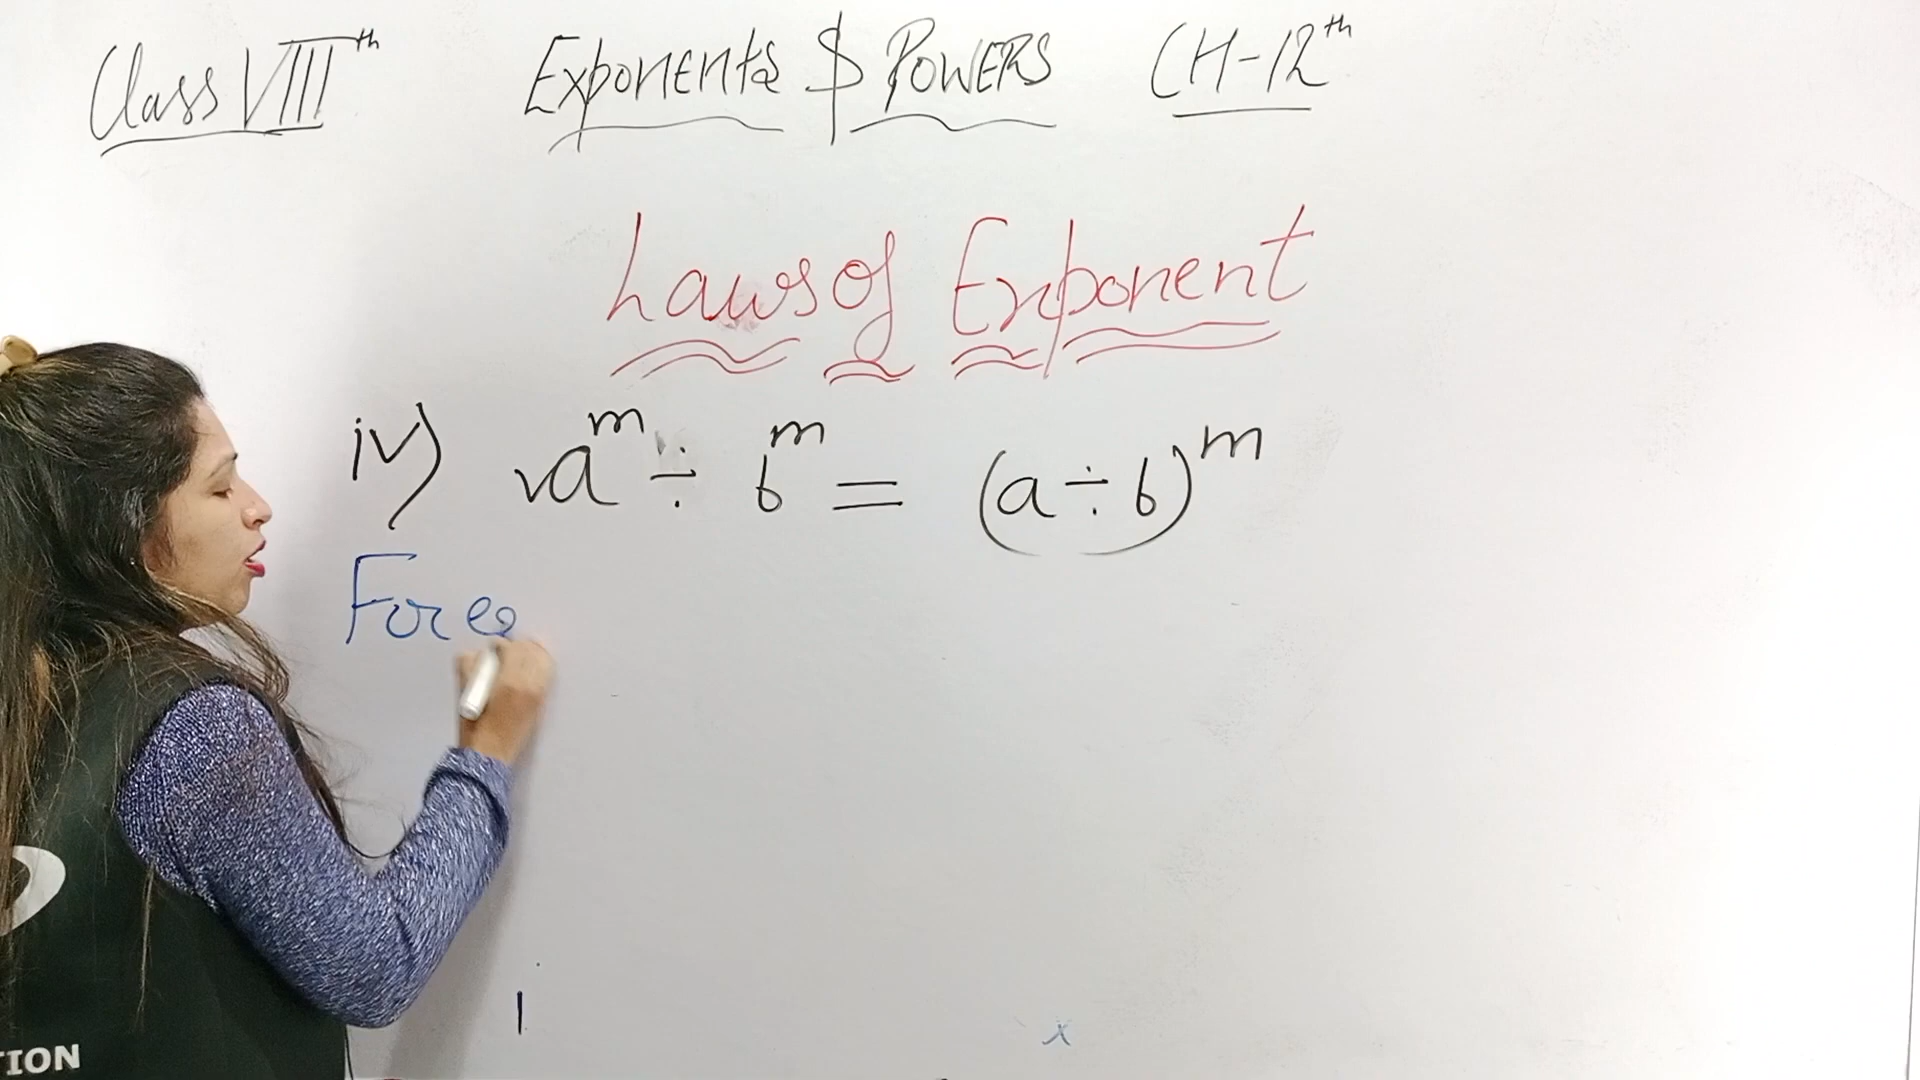 Class VIIIth Exponents & POWERS CH-12th
Laws of Exponent
iv) √a^m ÷ b^m = (a÷b)^m
For
TION